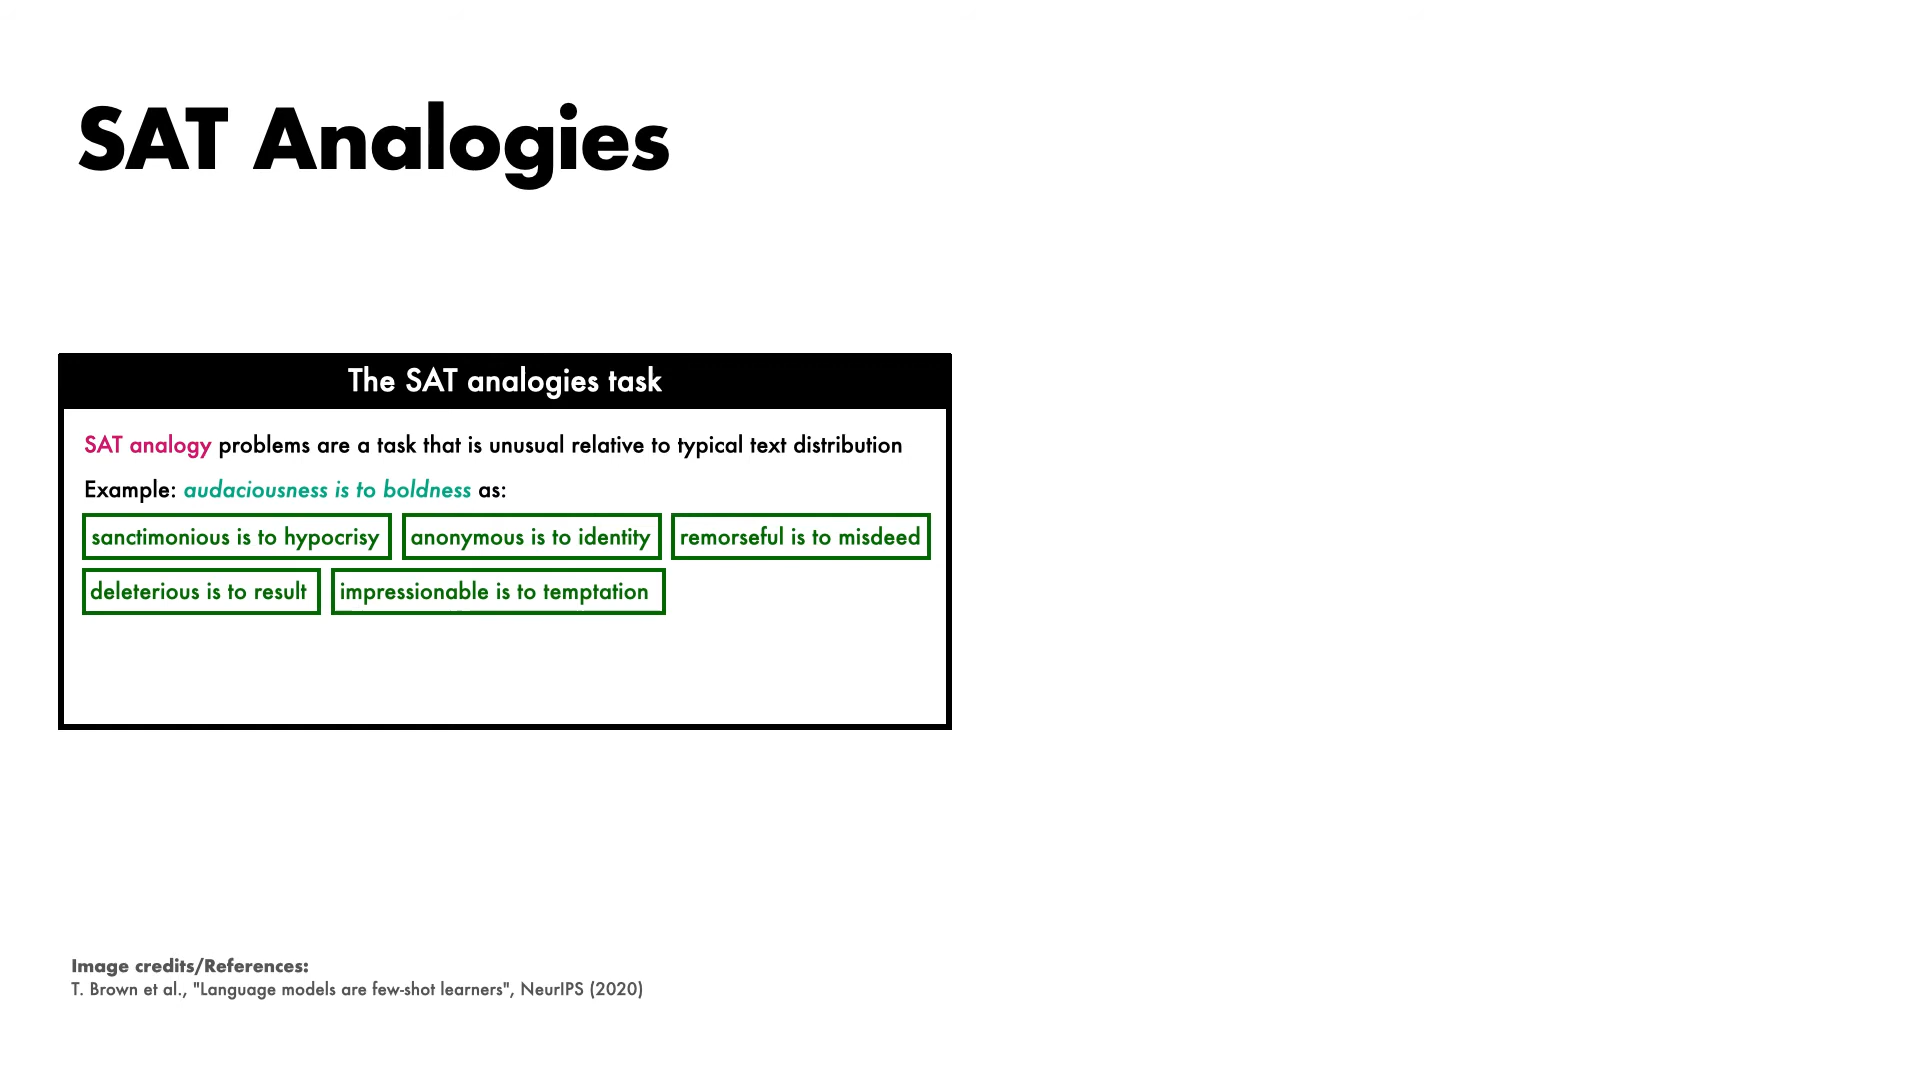 SAT Analogies
The SAT analogies task
SAT analogy problems are a task that is unusual relative to typical text distribution
Example: audaciousness is to boldness as:
sanctimonious is to hypocrisy anonymous is to identity remorseful is to misdeed
deleterious is to result impressionable is to temptation
Image credits/References:
T. Brown et al., "Language models are few-shot learners", NeurIPS (2020)